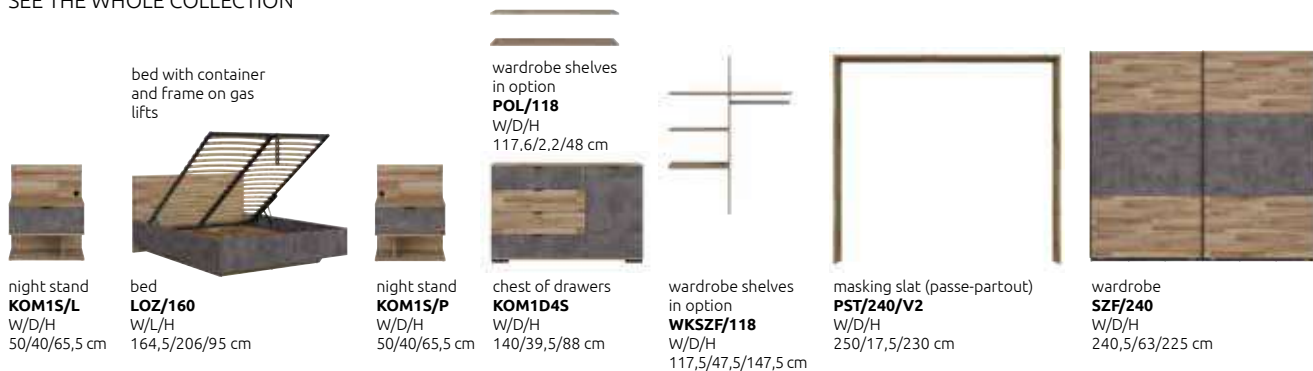 SEE THE WHOLE COLLECTION
bed with container
and frame on gas
lifts
wardrobe shelves
in option
POL/118
W/D/H
117,6/2,2/48 cm
night stand
KOM1S/L
W/D/H
50/40/65,5 cm
bed
LOZ/160
W/L/H
164,5/206/95 cm
night stand
KOM1S/P
W/D/H
50/40/65,5 cm
chest of drawers
KOM1D4S
W/D/H
140/39,5/88 cm
wardrobe shelves
in option
WKSZF/118
W/D/H
117,5/47,5/147,5 cm
masking slat (passe-partout)
PST/240/V2
W/D/H
250/17,5/230 cm
wardrobe
SZF/240
W/D/H
240,5/63/225 cm